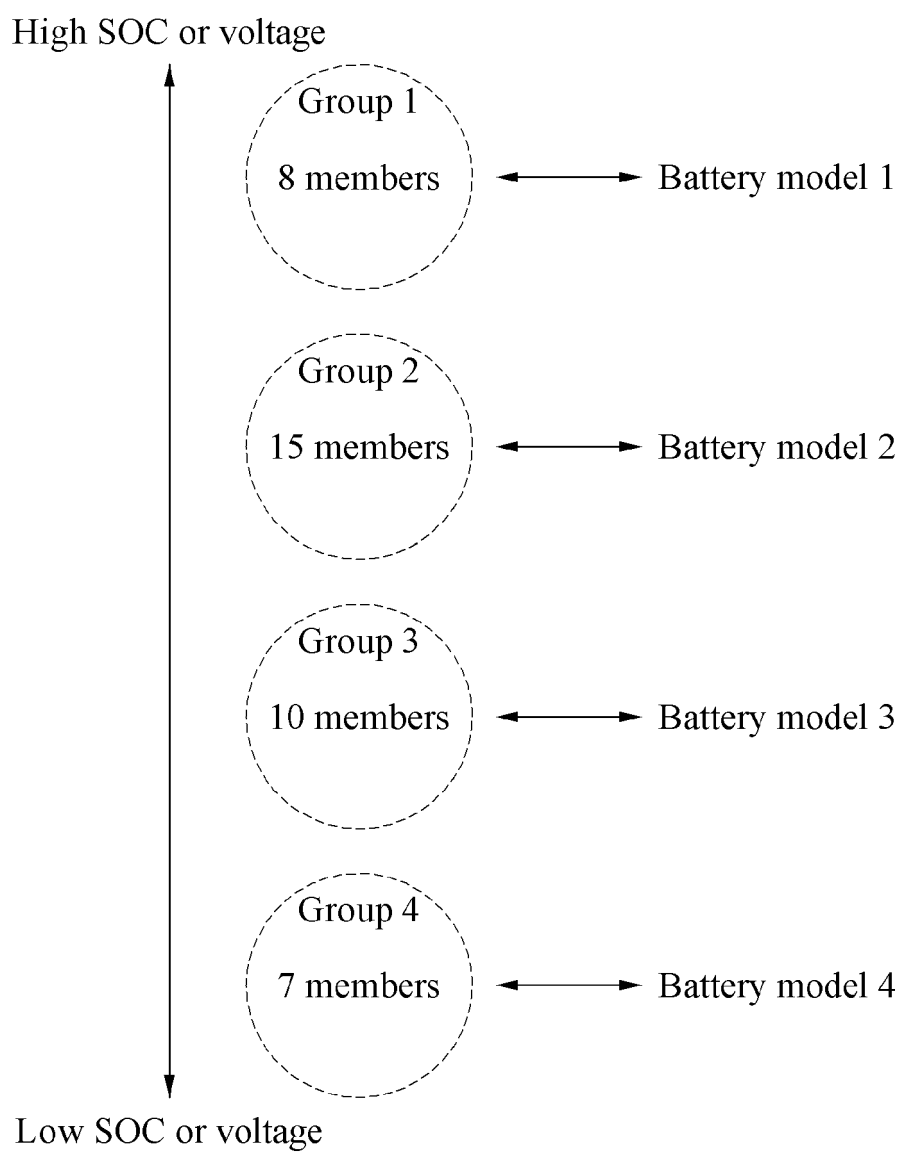 High SOC or voltage
Group 1
8 members
Battery model 1
Group 2
15 members
Battery model 2
Group 3
10 members
Battery model 3
Group 4
7 members
Battery model 4
Low SOC or voltage